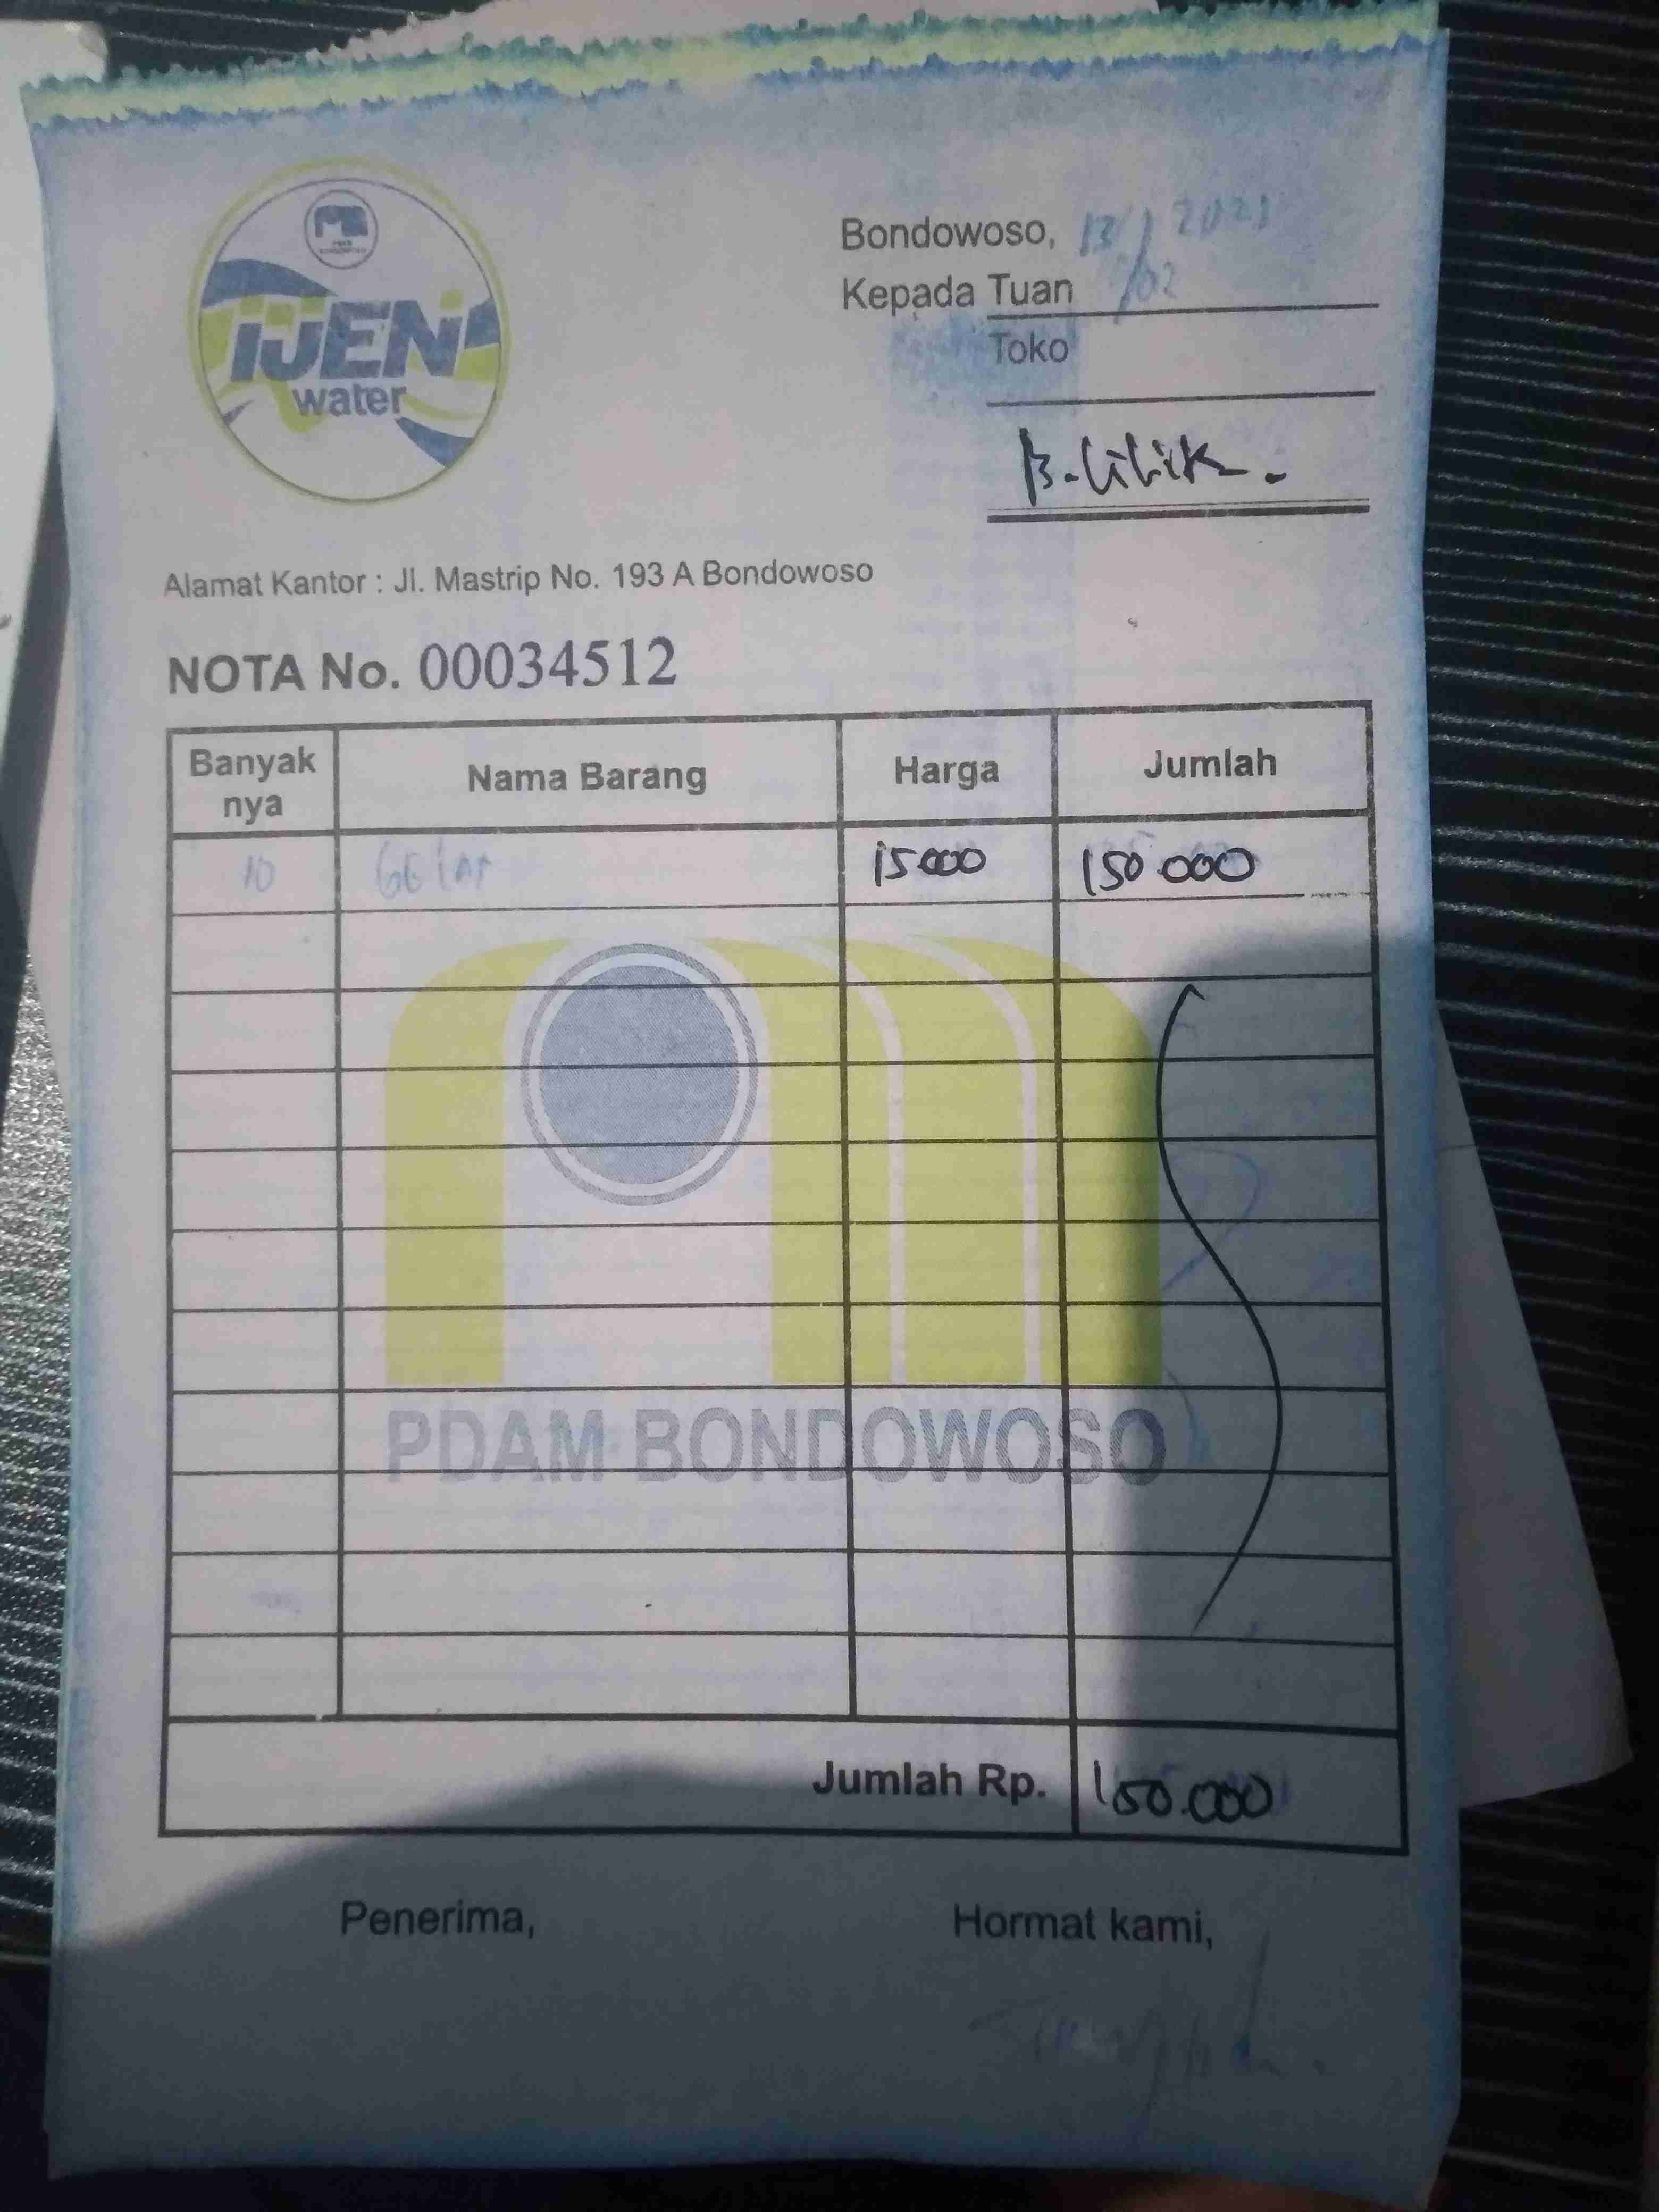 iJEN
water
Bondowoso, 13/02 2021
Kepada Tuan
Toko
B. Lilik.
Alamat Kantor : Jl. Mastrip No. 193 A Bondowoso
NOTA No. 00034512
Banyak nya Nama Barang Harga Jumlah
10 GELAS 15000 150.000
PDAM BONDOWOSO
Jumlah Rp. 150.000
Penerima, Hormat kami,